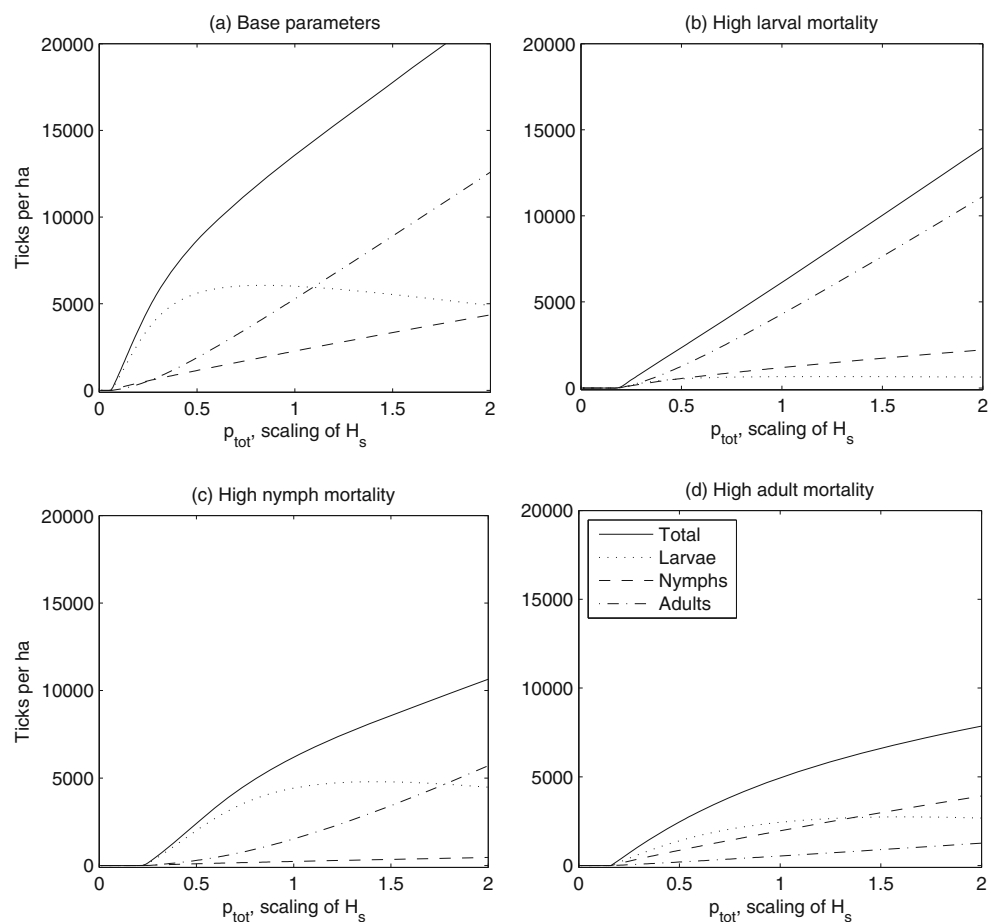 (a) Base parameters
20000
15000
10000
5000
0
Ticks per ha
0 0.5 1 1.5 2
p_tot, scaling of H_s
(b) High larval mortality
20000
15000
10000
5000
0
0 0.5 1 1.5 2
p_tot, scaling of H_s
(c) High nymph mortality
20000
15000
10000
5000
0
Ticks per ha
0 0.5 1 1.5 2
p_tot, scaling of H_s
(d) High adult mortality
20000
15000
10000
5000
0
Total
Larvae
Nymphs
Adults
0 0.5 1 1.5 2
p_tot, scaling of H_s